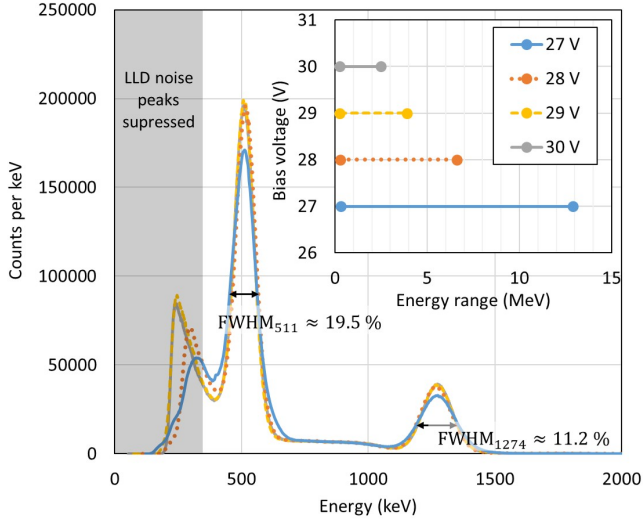 250000
200000
150000
100000
50000
0
Counts per keV
LLD noise
peaks
supressed
0
500
1000
1500
2000
Energy (keV)
FWHM511 ≈ 19.5 %
FWHM1274 ≈ 11.2 %
31
30
29
28
27
26
Bias voltage (V)
0
5
10
15
Energy range (MeV)
27 V
28 V
29 V
30 V